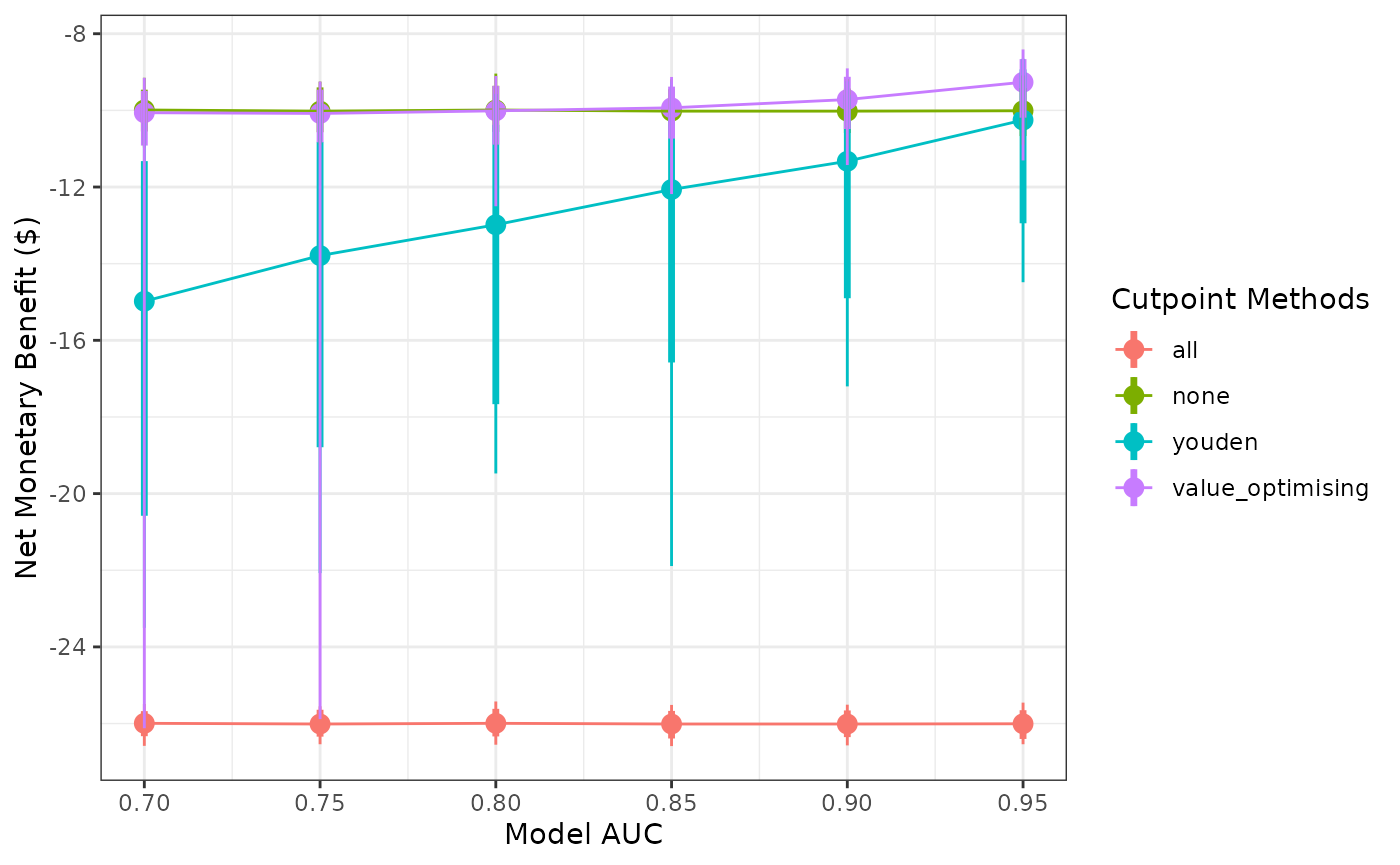 Net Monetary Benefit ($)
-8
-12
-16
-20
-24
0.70 0.75 0.80 0.85 0.90 0.95
Model AUC
Cutpoint Methods
all
none
youden
value_optimising